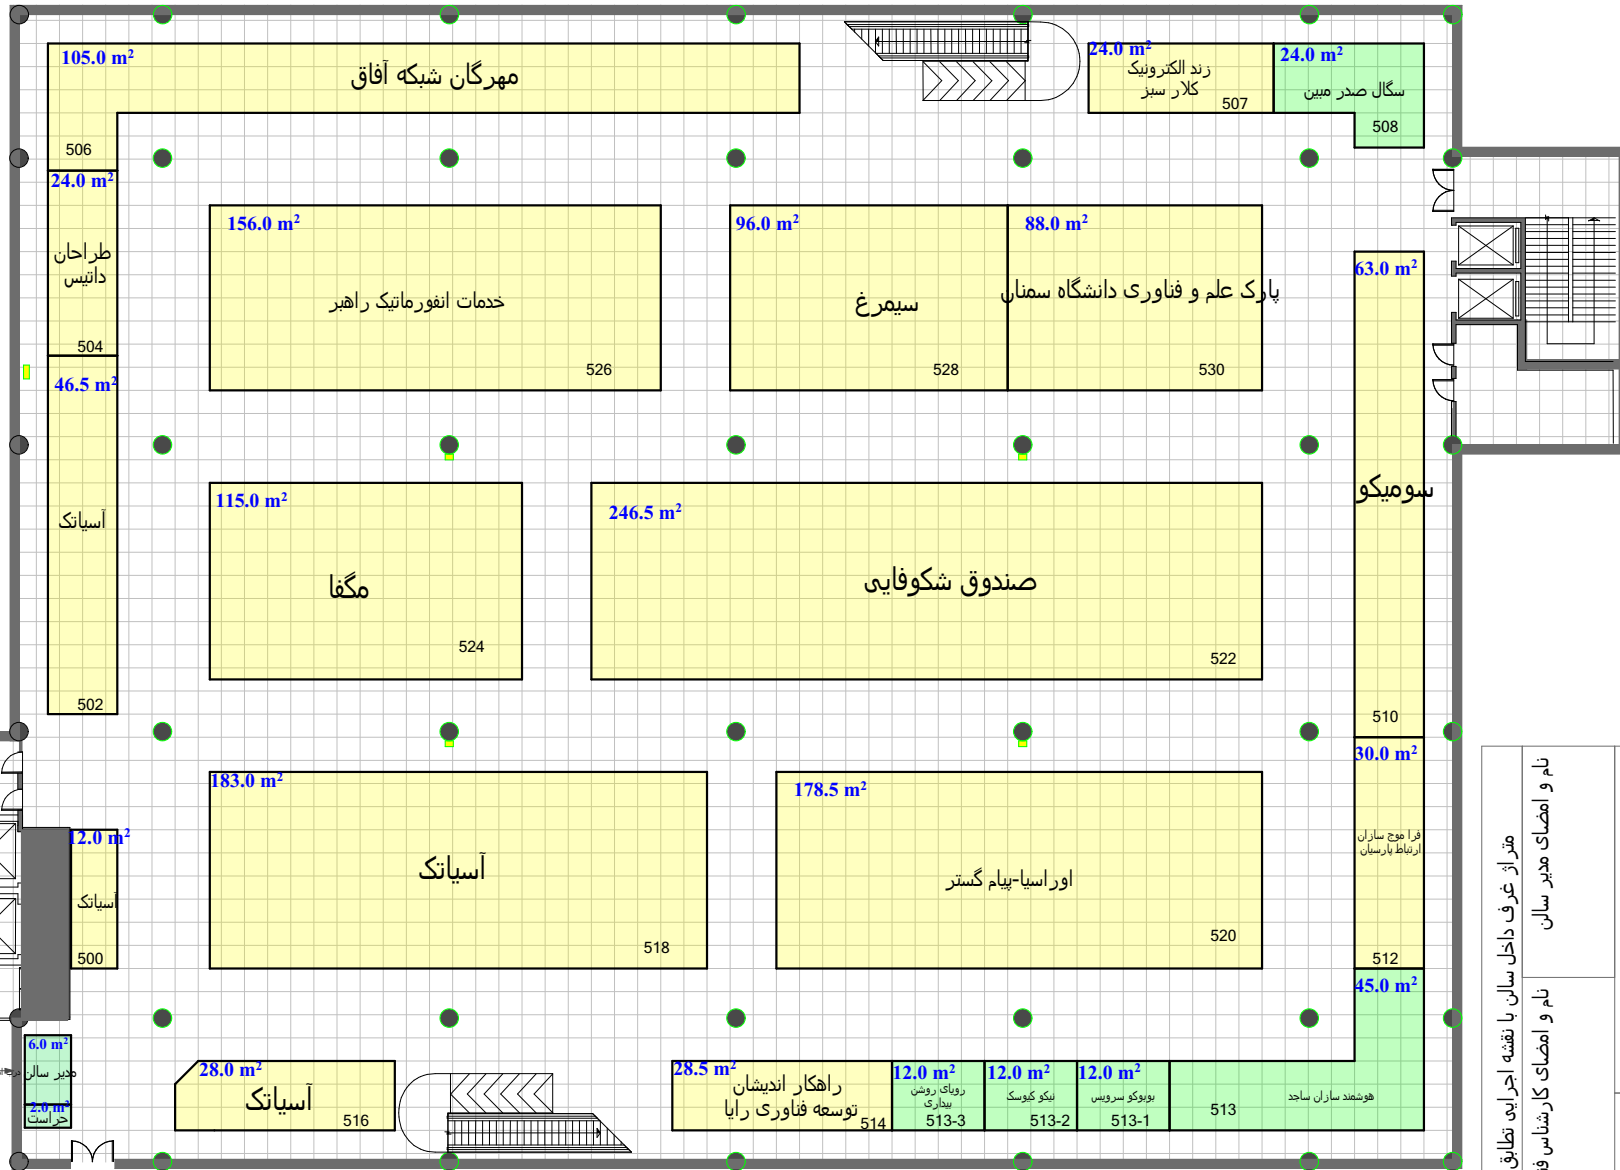 105.0 m²
مهرگان شبکه آفاق
506
24.0 m²
زند الکترونیک
کلار سبز
507
24.0 m²
سگال صدر مبین
508
24.0 m²
طراحان
داتیس
504
156.0 m²
خدمات انفورماتیک راهبر
526
96.0 m²
سیمرغ
528
88.0 m²
پارک علم و فناوری دانشگاه سمنان
530
63.0 m²
سومیکو
510
46.5 m²
آسیاتک
502
115.0 m²
مگفا
524
246.5 m²
صندوق شکوفایی
522
183.0 m²
آسیاتک
518
178.5 m²
اوراسیا-پیام گستر
520
30.0 m²
فرا موج سازان
ارتباط پارسیان
512
12.0 m²
آسیاتک
500
6.0 m²
مدیر سالن
2.0 m²
حراست
28.0 m²
آسیاتک
516
28.5 m²
راهکار اندیشان
توسعه فناوری رایا
514
12.0 m²
رویای روشن
بیداری
513-3
12.0 m²
نیکو کیوسک
513-2
12.0 m²
بویوکو سرویس
513-1
45.0 m²
هوشمند سازان ساجد
513
متراژ غرف داخل سالن با نقشه اجرایی تطابق
نام و امضای مدیر سالن
نام و امضای کارشناس